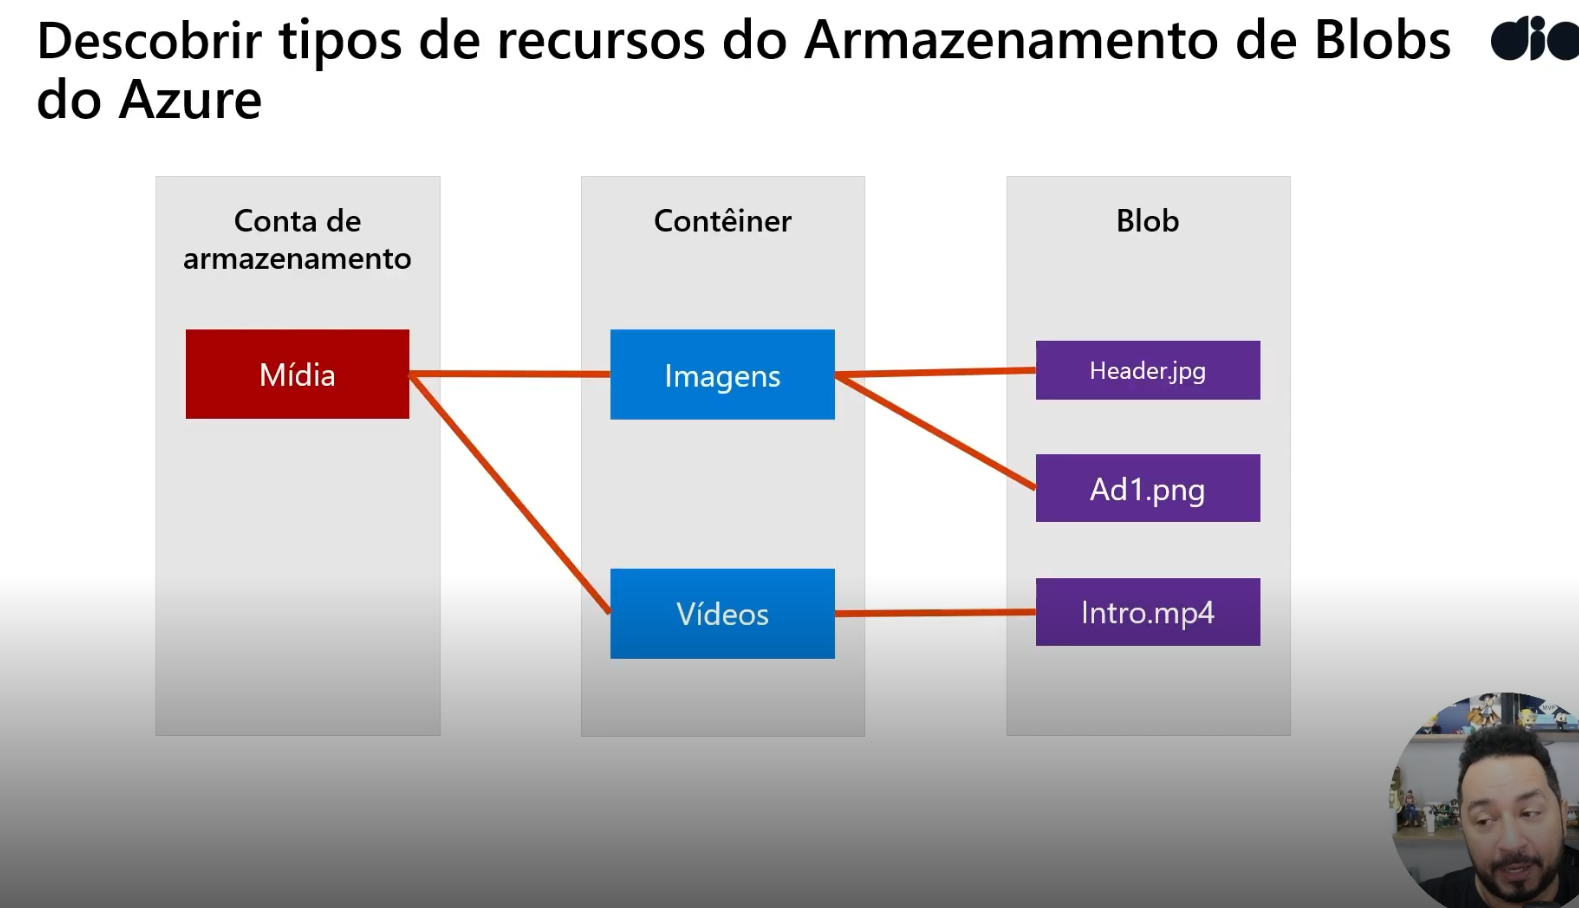 Descobrir tipos de recursos do Armazenamento de Blobs
do Azure
dio
Conta de
armazenamento
Contêiner
Blob
Mídia
Imagens
Header.jpg
Ad1.png
Vídeos
Intro.mp4